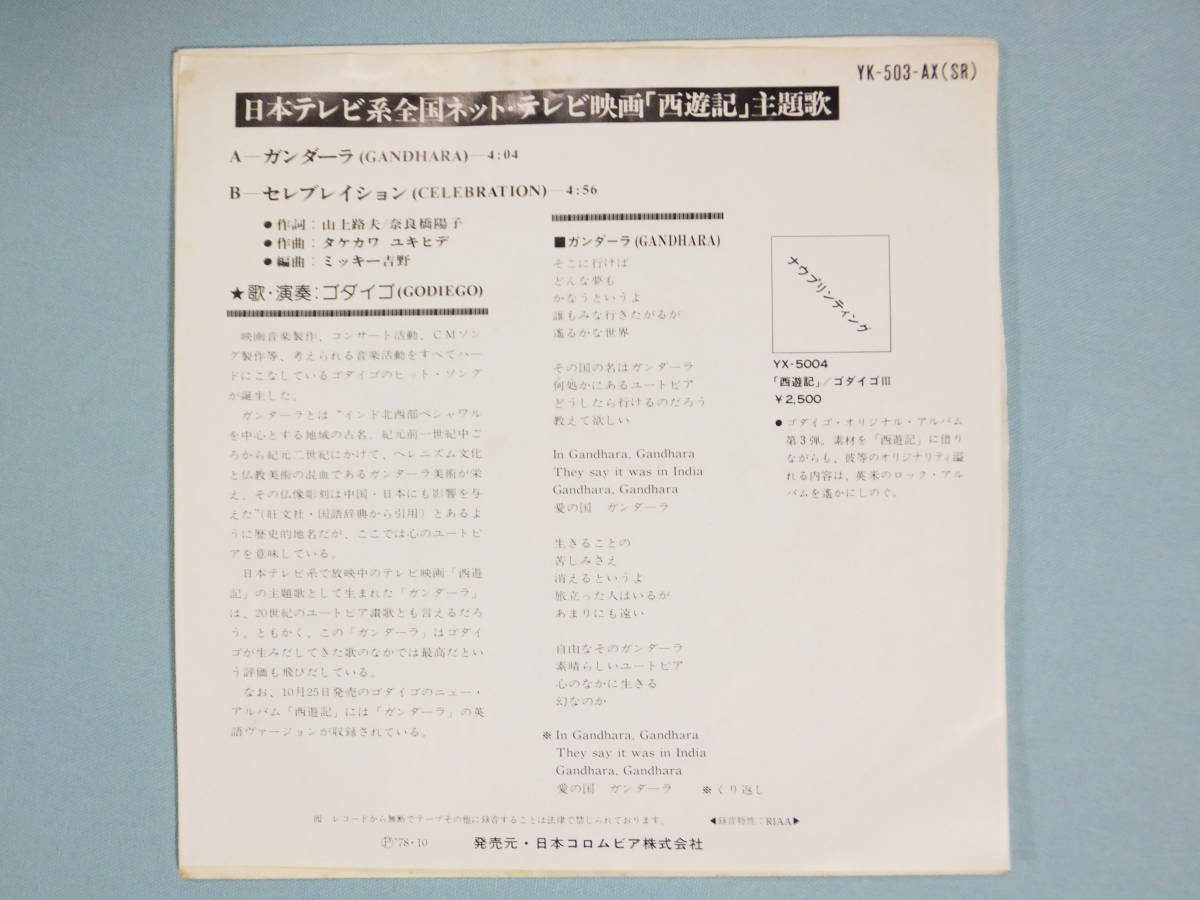 YK-503-AX(SR)
日本テレビ系全国ネット・テレビ映画「西遊記」主題歌
A―ガンダーラ(GANDHARA)―4:04
B―セレブレイション(CELEBRATION)―4:56
●作詞：山上路夫/奈良橋陽子
●作曲：タケカワ ユキヒデ
●編曲：ミッキー吉野
★歌・演奏：ゴダイゴ(GODIEGO)
映画音楽製作、コンサート活動、CMソン
グ製作等、考えられる音楽活動をすべてハー
ドにこなしているゴダイゴのヒット・ソング
が誕生した。
ガンダーラとは"インド北西部ペシャワル
を中心とする地域の古名。紀元前一世紀中ご
ろから紀元二世紀にかけて、ヘレニズム文化
と仏教美術の混血であるガンダーラ美術が栄
え、その仏像彫刻は中国・日本にも影響を与
えた"(旺文社・国語辞典から引用)とあるよ
うに歴史的地名だが、ここでは心のユートピ
アを意味している。
日本テレビ系で放映中のテレビ映画「西遊
記」の主題歌として生まれた「ガンダーラ」
は、20世紀のユートピア讃歌とも言えるだろ
う。ともかく、この「ガンダーラ」はゴダイ
ゴが生みだしてきた歌のなかでは最高だとい
う評価も飛びだしている。
なお、10月25日発売のゴダイゴのニュー・
アルバム「西遊記」には「ガンダーラ」の英
語ヴァージョンが収録されている。
■ガンダーラ(GANDHARA)
そこに行けば
どんな夢も
かなうというよ
誰もみな行きたがるが
遙るかな世界
その国の名はガンダーラ
何処かにあるユートピア
どうしたら行けるのだろう
教えて欲しい
In Gandhara, Gandhara
They say it was in India
Gandhara, Gandhara
愛の国 ガンダーラ
生きることの
苦しみさえ
消えるというよ
旅立った人はいるが
あまりにも遠い
自由なそのガンダーラ
素晴らしいユートピア
心のなかに生きる
幻なのか
※In Gandhara, Gandhara
They say it was in India
Gandhara, Gandhara
愛の国 ガンダーラ ※くり返し
ナウプリンティング
YX-5004
「西遊記」/ゴダイゴIII
￥2,500
●ゴダイゴ・オリジナル・アルバム
第3弾。素材を「西遊記」に借り
ながらも、彼等のオリジナリティ溢
れる内容は、英米のロック・アル
バムを遙かにしのぐ。
レコードから無断でテープその他に録音することは法律で禁じられております。 ◀録音特性：RIAA▶
Ⓟ'78・10 発売元・日本コロムビア株式会社